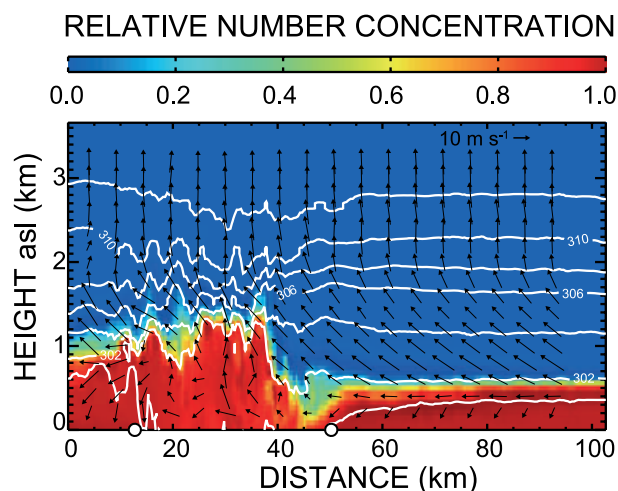 RELATIVE NUMBER CONCENTRATION
0.0 0.2 0.4 0.6 0.8 1.0
10 m s⁻¹
3
310
310
2
306
306
1
302
302
0
HEIGHT asl (km)
0 20 40 60 80 100
DISTANCE (km)